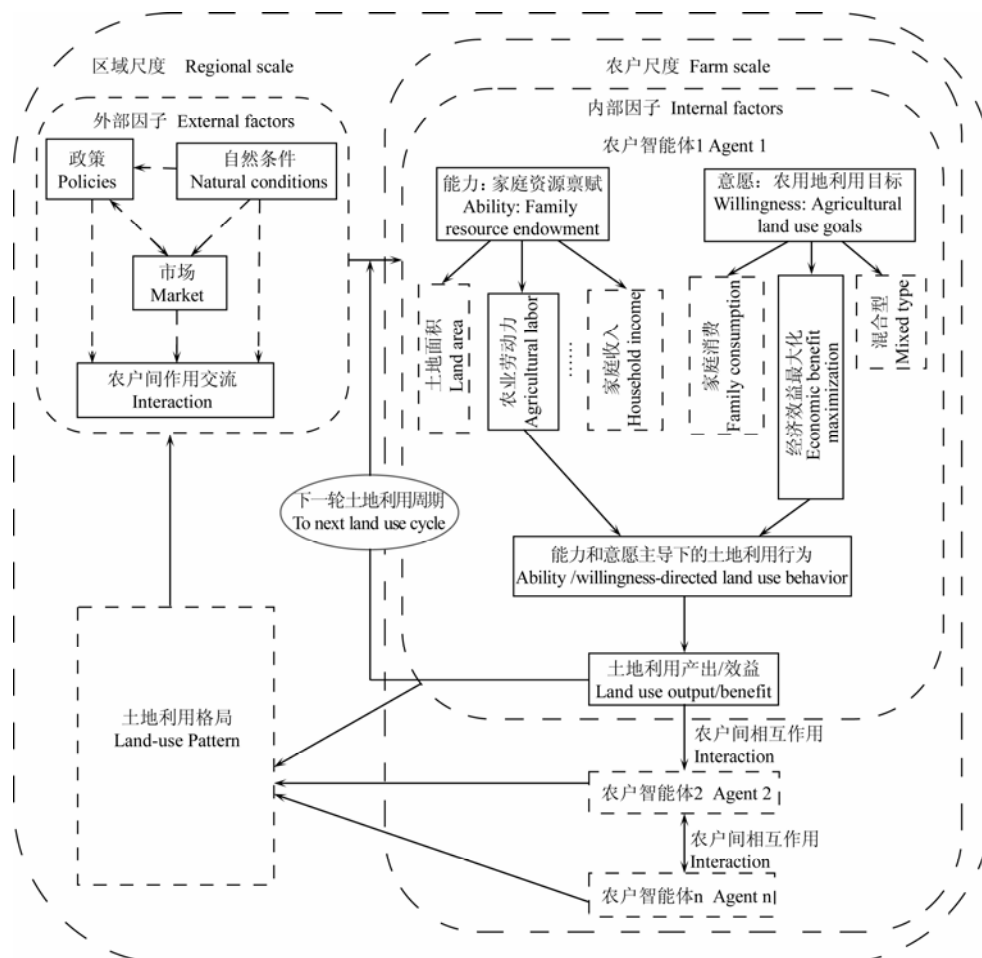 区域尺度 Regional scale
外部因子 External factors
政策
Policies
自然条件
Natural conditions
市场
Market
农户间作用交流
Interaction
农户尺度 Farm scale
内部因子 Internal factors
农户智能体1 Agent 1
能力：家庭资源禀赋
Ability: Family
resource endowment
意愿：农用地利用目标
Willingness: Agricultural
land use goals
土地面积
Land area
农业劳动力
Agricultural labor
……
家庭收入
Household income
家庭消费
Family consumption
经济效益最大化
Economic benefit
maximization
混合型
Mixed type
下一轮土地利用周期
To next land use cycle
能力和意愿主导下的土地利用行为
Ability /willingness-directed land use behavior
土地利用产出/效益
Land use output/benefit
土地利用格局
Land-use Pattern
农户间相互作用
Interaction
农户智能体2 Agent 2
农户间相互作用
Interaction
农户智能体n Agent n